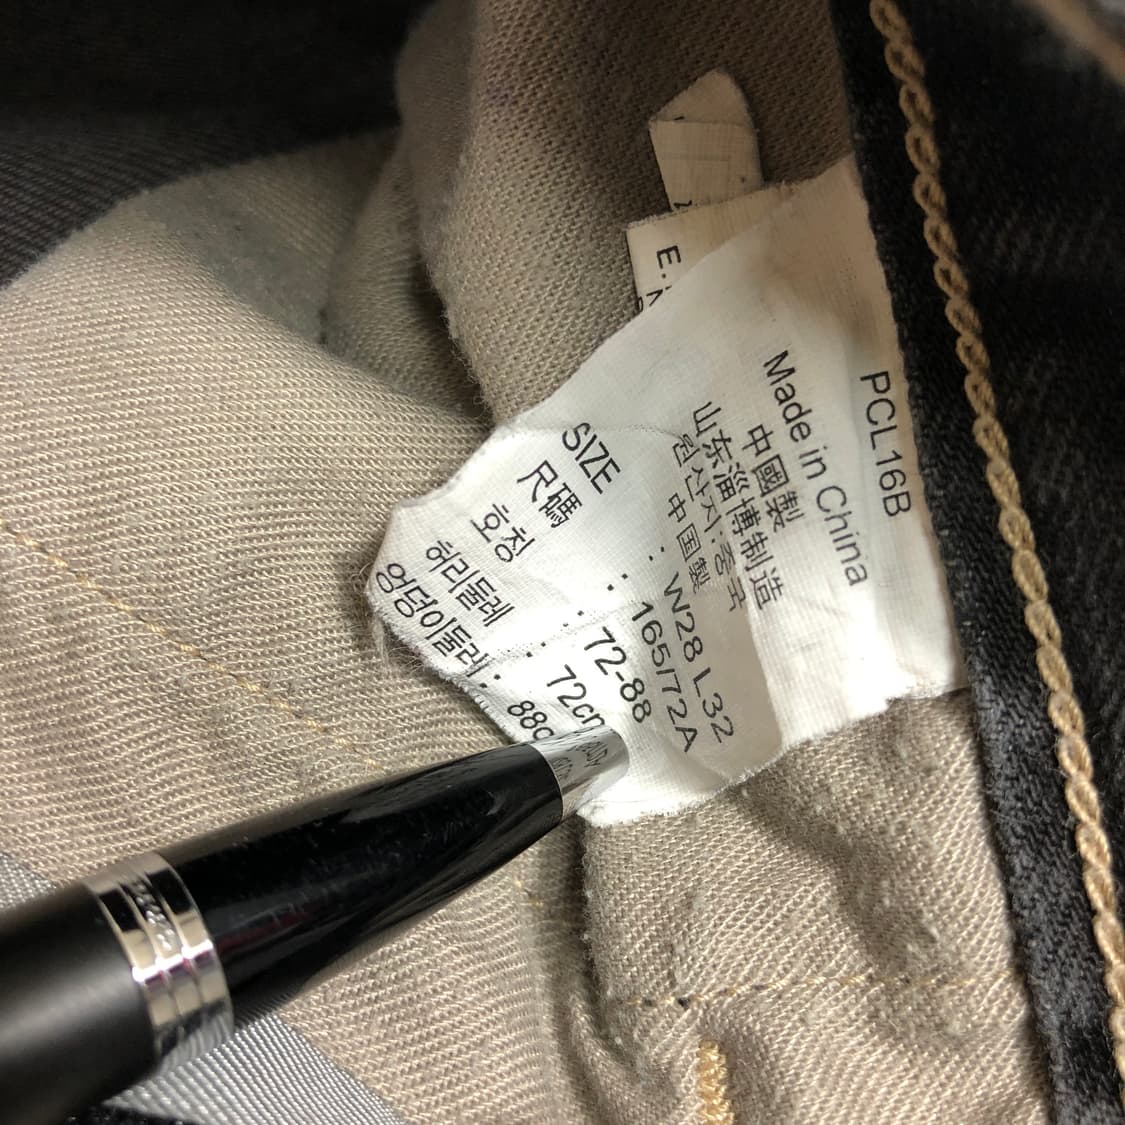 PCL16B
Made in China
中國製
山东淄博制造
원산지:중국
中国製
SIZE : W28 L32
尺碼 : 165/72A
호칭 : 72-88
허리둘레 : 72cm
엉덩이둘레: 88c
E.